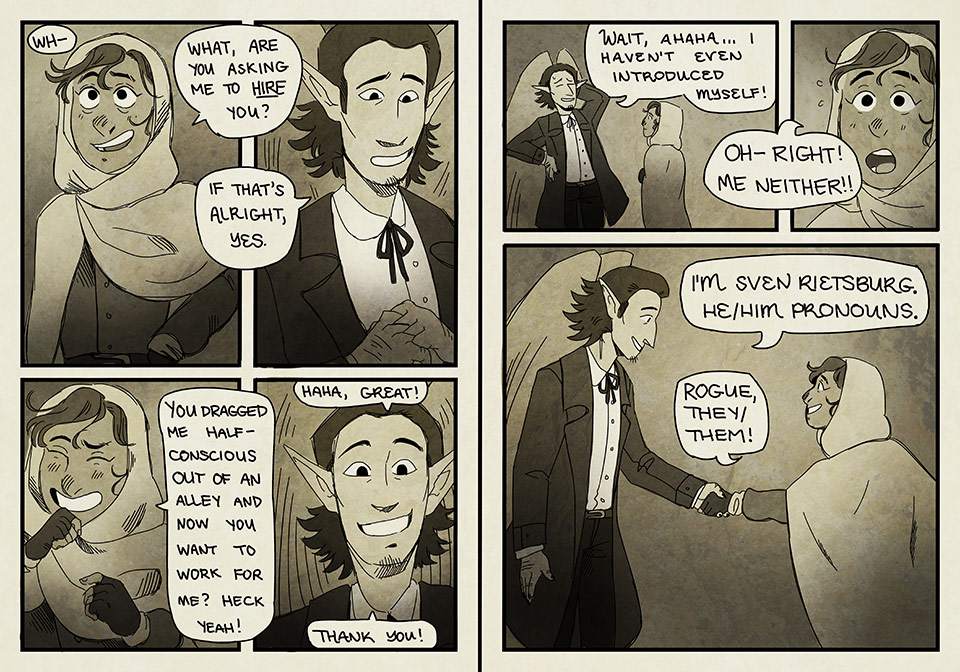 WH-
WHAT, ARE
YOU ASKING
ME TO HIRE
YOU?
IF THAT'S
ALRIGHT,
YES.
YOU DRAGGED
ME HALF-
CONSCIOUS
OUT OF AN
ALLEY AND
NOW YOU
WANT TO
WORK FOR
ME? HECK
YEAH!
HAHA, GREAT!
THANK YOU!
WAIT, AHAHA... I
HAVEN'T EVEN
INTRODUCED
MYSELF!
OH- RIGHT!
ME NEITHER!!
I'M SVEN RIETSBURG.
HE/HIM PRONOUNS.
ROGUE,
THEY/
THEM!